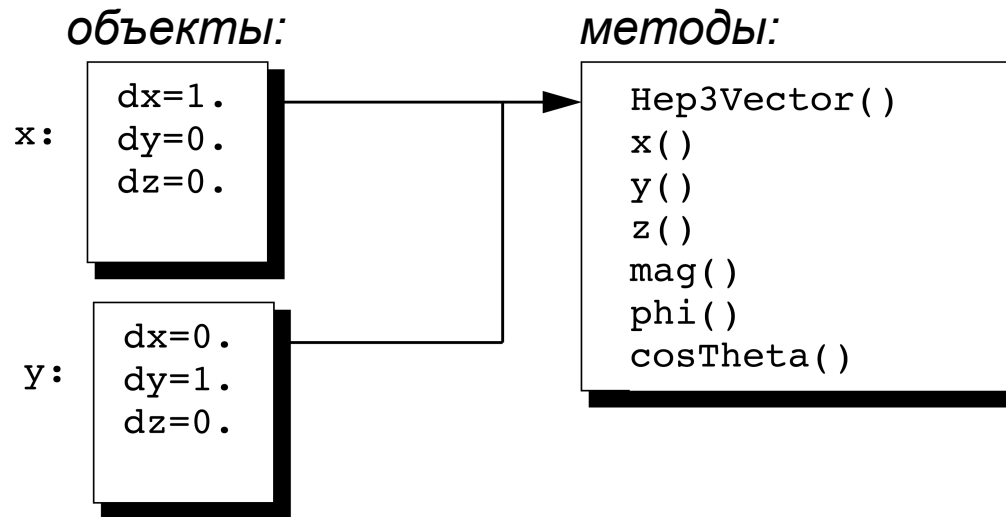 объекты:
x:
dx=1.
dy=0.
dz=0.
y:
dx=0.
dy=1.
dz=0.
методы:
Hep3Vector()
x()
y()
z()
mag()
phi()
cosTheta()